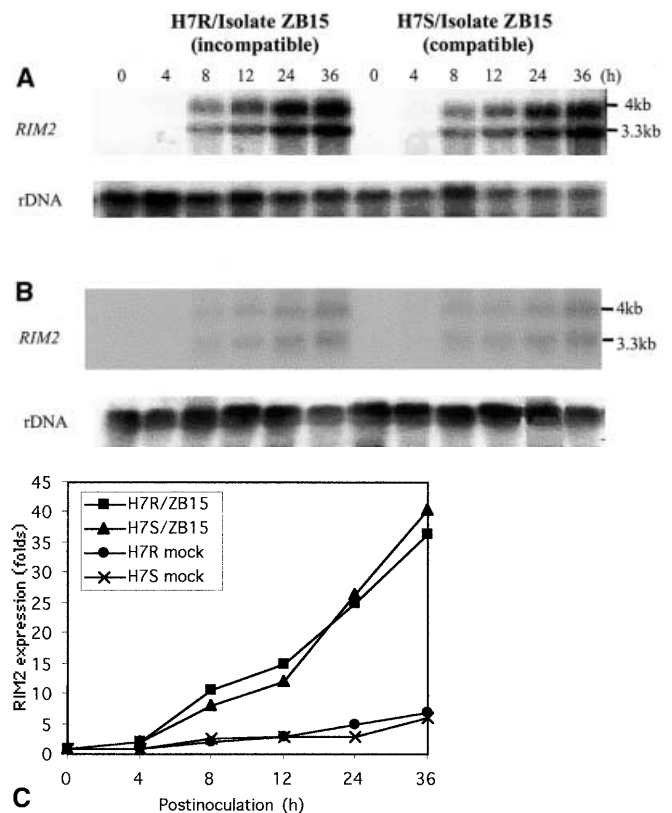 H7R/Isolate ZB15 H7S/Isolate ZB15
(incompatible) (compatible)
A 0 4 8 12 24 36 0 4 8 12 24 36 (h)
4kb
RIM2
3.3kb
rDNA
B
4kb
RIM2
3.3kb
rDNA
45
40
35
30
25
20
15
10
5
0
RIM2 expression (folds)
H7R/ZB15
H7S/ZB15
H7R mock
H7S mock
0 4 8 12 24 36
C Postinoculation (h)